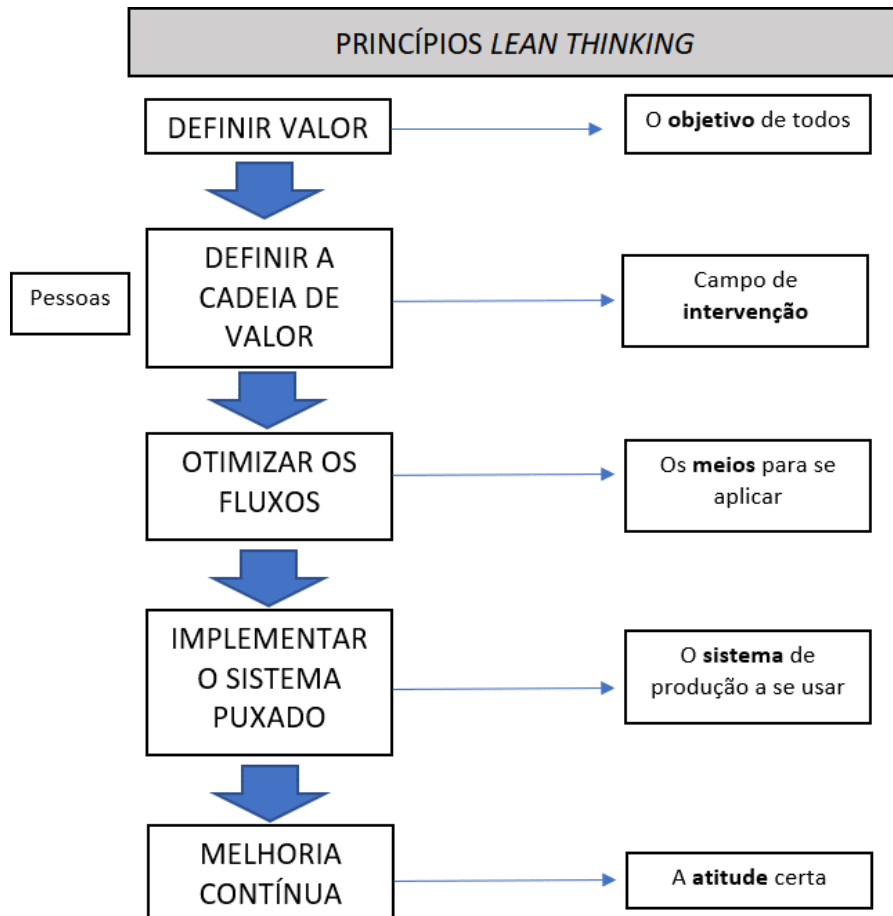 PRINCÍPIOS LEAN THINKING
DEFINIR VALOR
O objetivo de todos
Pessoas
DEFINIR A
CADEIA DE
VALOR
Campo de
intervenção
OTIMIZAR OS
FLUXOS
Os meios para se
aplicar
IMPLEMENTAR
O SISTEMA
PUXADO
O sistema de
produção a se usar
MELHORIA
CONTÍNUA
A atitude certa